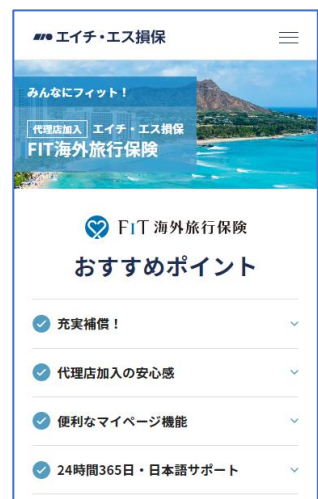 エイチ・エス損保
みんなにフィット！
代理店加入 エイチ・エス損保
FIT海外旅行保険
FIT 海外旅行保険
おすすめポイント
充実補償！
代理店加入の安心感
便利なマイページ機能
24時間365日・日本語サポート